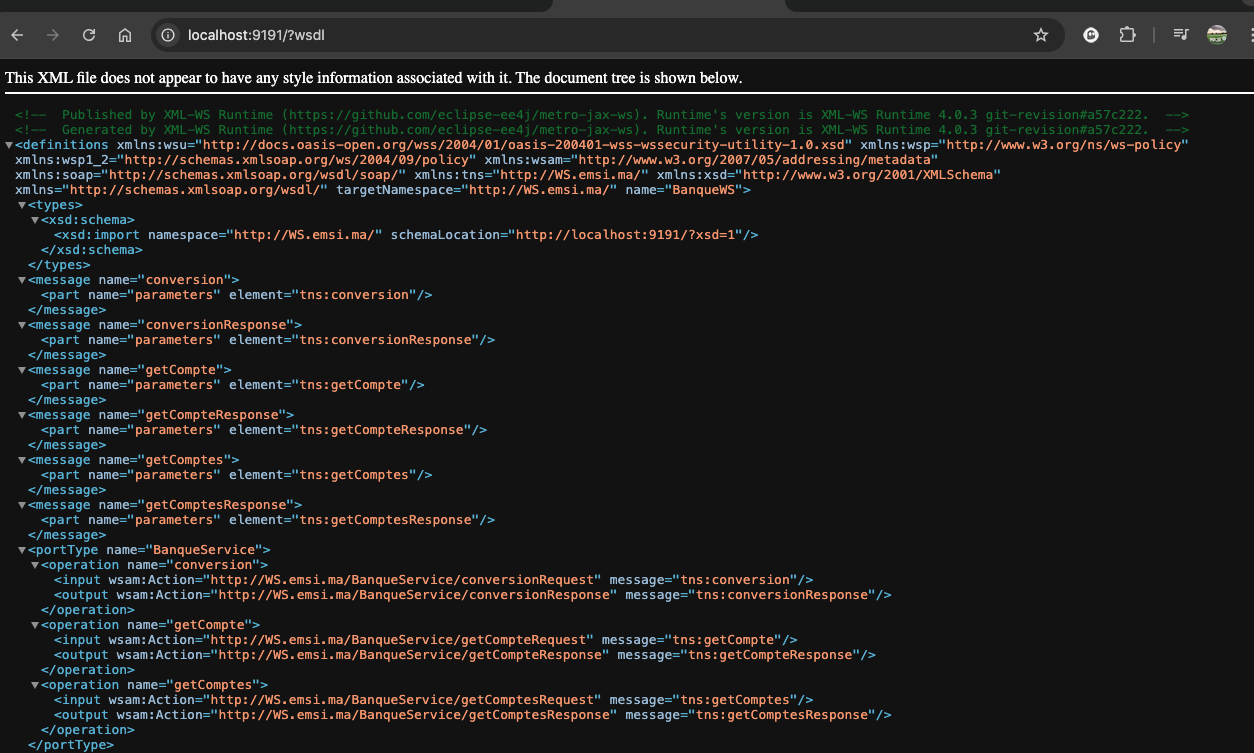 localhost:9191/?wsdl
This XML file does not appear to have any style information associated with it. The document tree is shown below.
<!-- Published by XML-WS Runtime (https://github.com/eclipse-ee4j/metro-jax-ws). Runtime's version is XML-WS Runtime 4.0.3 git-revision#a57c222. -->
<!-- Generated by XML-WS Runtime (https://github.com/eclipse-ee4j/metro-jax-ws). Runtime's version is XML-WS Runtime 4.0.3 git-revision#a57c222. -->
<definitions xmlns:wsu="http://docs.oasis-open.org/wss/2004/01/oasis-200401-wss-wssecurity-utility-1.0.xsd" xmlns:wsp="http://www.w3.org/ns/ws-policy"
xmlns:wsp1_2="http://schemas.xmlsoap.org/ws/2004/09/policy" xmlns:wsam="http://www.w3.org/2007/05/addressing/metadata"
xmlns:soap="http://schemas.xmlsoap.org/wsdl/soap/" xmlns:tns="http://WS.emsi.ma/" xmlns:xsd="http://www.w3.org/2001/XMLSchema"
xmlns="http://schemas.xmlsoap.org/wsdl/" targetNamespace="http://WS.emsi.ma/" name="BanqueWS">
<types>
<xsd:schema>
<xsd:import namespace="http://WS.emsi.ma/" schemaLocation="http://localhost:9191/?xsd=1"/>
</xsd:schema>
</types>
<message name="conversion">
<part name="parameters" element="tns:conversion"/>
</message>
<message name="conversionResponse">
<part name="parameters" element="tns:conversionResponse"/>
</message>
<message name="getCompte">
<part name="parameters" element="tns:getCompte"/>
</message>
<message name="getCompteResponse">
<part name="parameters" element="tns:getCompteResponse"/>
</message>
<message name="getComptes">
<part name="parameters" element="tns:getComptes"/>
</message>
<message name="getComptesResponse">
<part name="parameters" element="tns:getComptesResponse"/>
</message>
<portType name="BanqueService">
<operation name="conversion">
<input wsam:Action="http://WS.emsi.ma/BanqueService/conversionRequest" message="tns:conversion"/>
<output wsam:Action="http://WS.emsi.ma/BanqueService/conversionResponse" message="tns:conversionResponse"/>
</operation>
<operation name="getCompte">
<input wsam:Action="http://WS.emsi.ma/BanqueService/getCompteRequest" message="tns:getCompte"/>
<output wsam:Action="http://WS.emsi.ma/BanqueService/getCompteResponse" message="tns:getCompteResponse"/>
</operation>
<operation name="getComptes">
<input wsam:Action="http://WS.emsi.ma/BanqueService/getComptesRequest" message="tns:getComptes"/>
<output wsam:Action="http://WS.emsi.ma/BanqueService/getComptesResponse" message="tns:getComptesResponse"/>
</operation>
</portType>